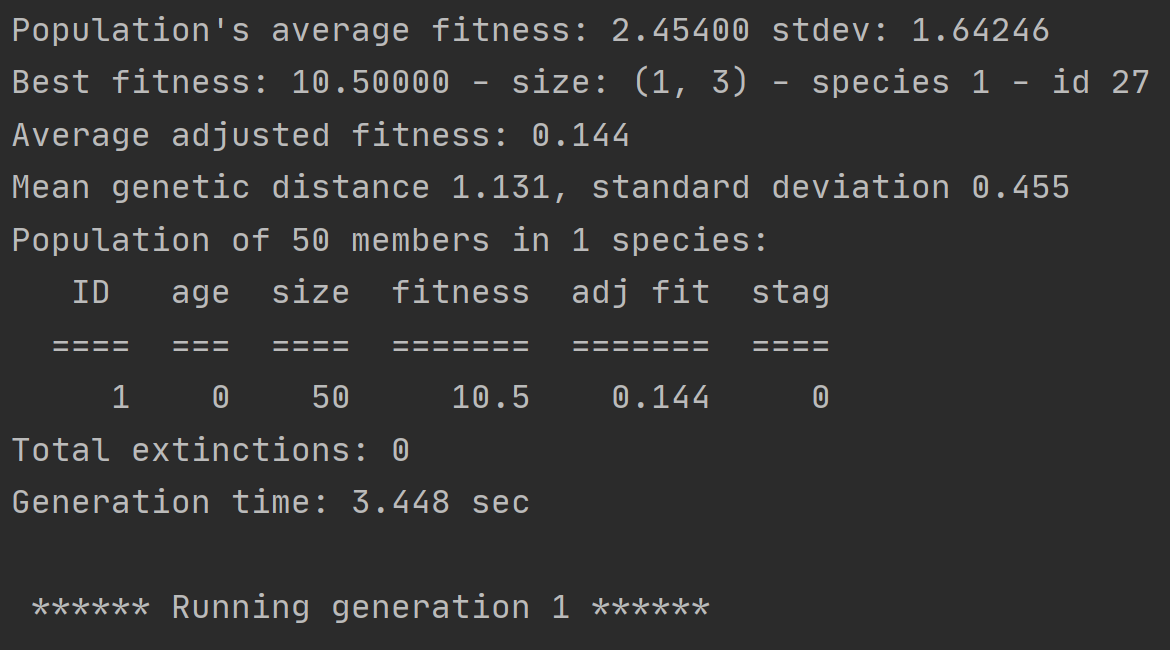 Population's average fitness: 2.45400 stdev: 1.64246
Best fitness: 10.50000 - size: (1, 3) - species 1 - id 27
Average adjusted fitness: 0.144
Mean genetic distance 1.131, standard deviation 0.455
Population of 50 members in 1 species:
   ID   age  size  fitness  adj fit  stag
  ====  ===  ====  =======  =======  ====
     1    0    50     10.5    0.144     0
Total extinctions: 0
Generation time: 3.448 sec
 ****** Running generation 1 ******